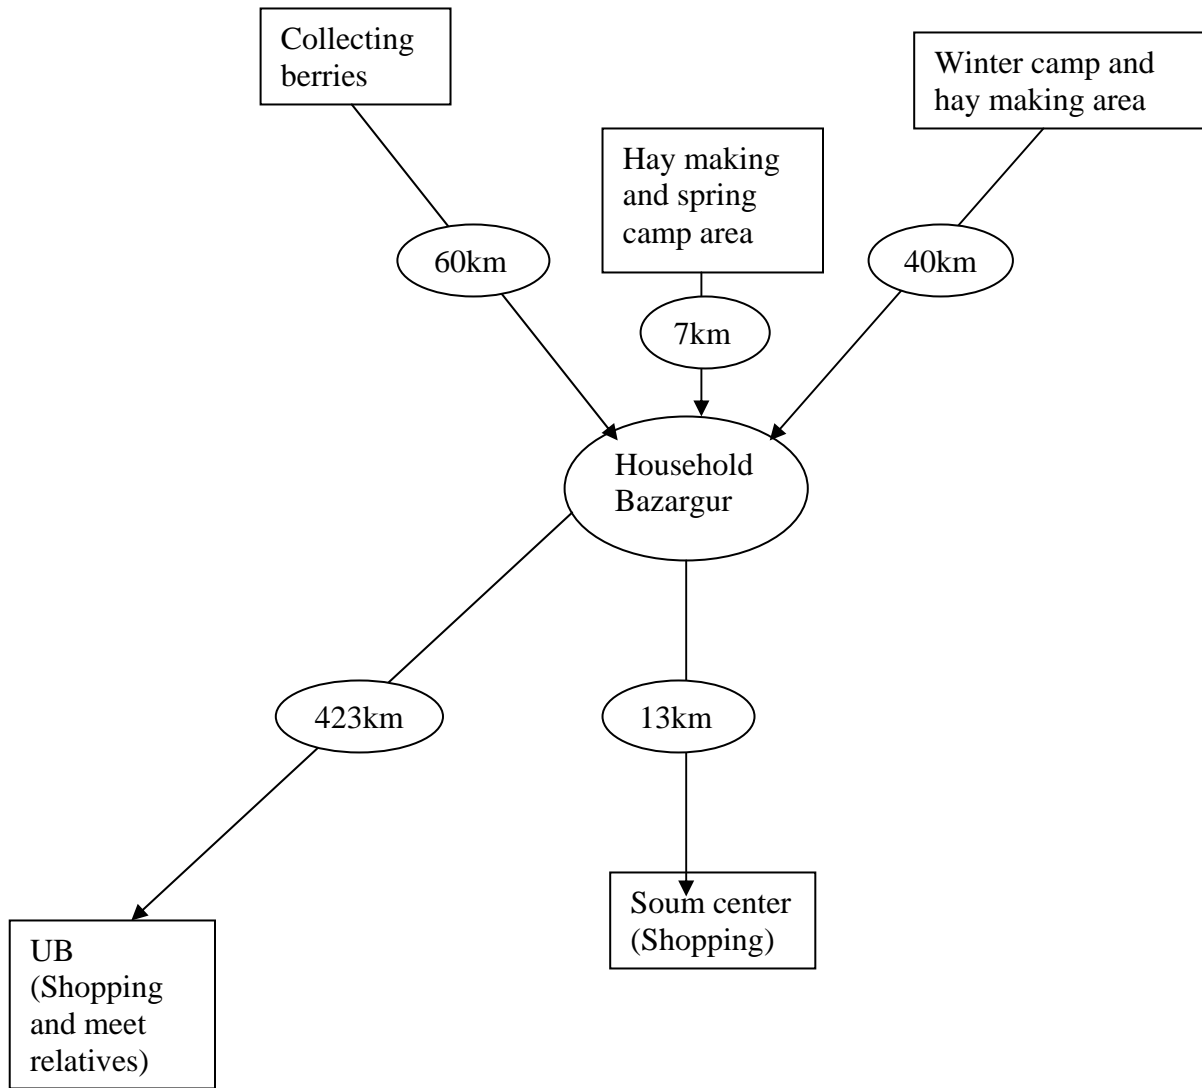 Collecting
berries
Winter camp and
hay making area
Hay making
and spring
camp area
60km
40km
7km
Household
Bazargur
423km
13km
Soum center
(Shopping)
UB
(Shopping
and meet
relatives)